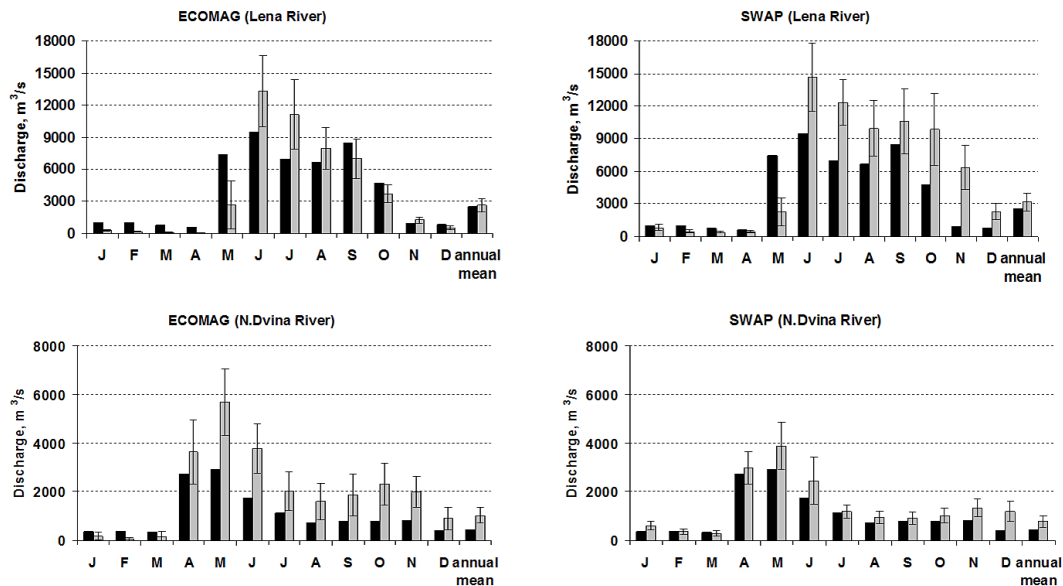 ECOMAG (Lena River)
Discharge, m³/s
18000
15000
12000
9000
6000
3000
0
J F M A M J J A S O N D annual
mean
SWAP (Lena River)
Discharge, m³/s
18000
15000
12000
9000
6000
3000
0
J F M A M J J A S O N D annual
mean
ECOMAG (N.Dvina River)
Discharge, m³/s
8000
6000
4000
2000
0
J F M A M J J A S O N D annual
mean
SWAP (N.Dvina River)
Discharge, m³/s
8000
6000
4000
2000
0
J F M A M J J A S O N D annual
mean